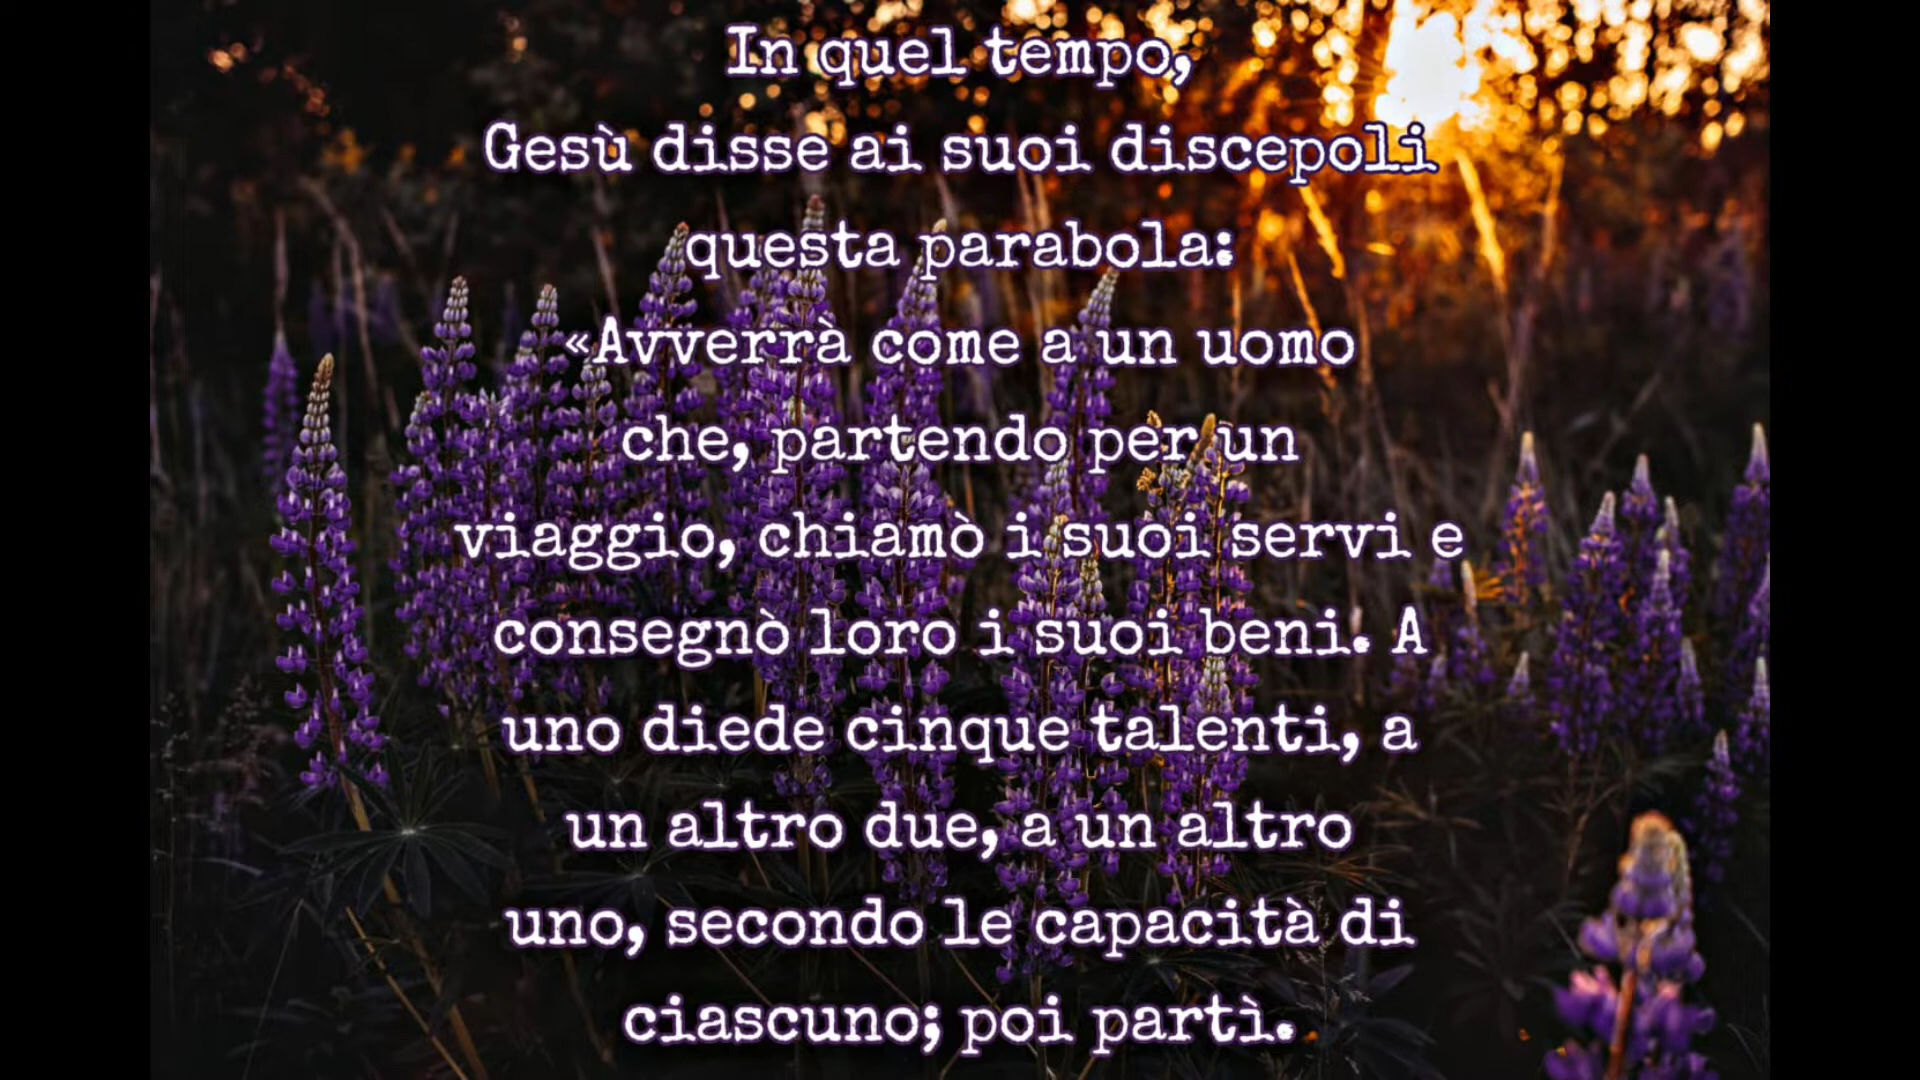 In quel tempo,
Gesù disse ai suoi discepoli
questa parabola:
«Avverrà come a un uomo
che, partendo per un
viaggio, chiamò i suoi servi e
consegnò loro i suoi beni. A
uno diede cinque talenti, a
un altro due, a un altro
uno, secondo le capacità di
ciascuno; poi partì.